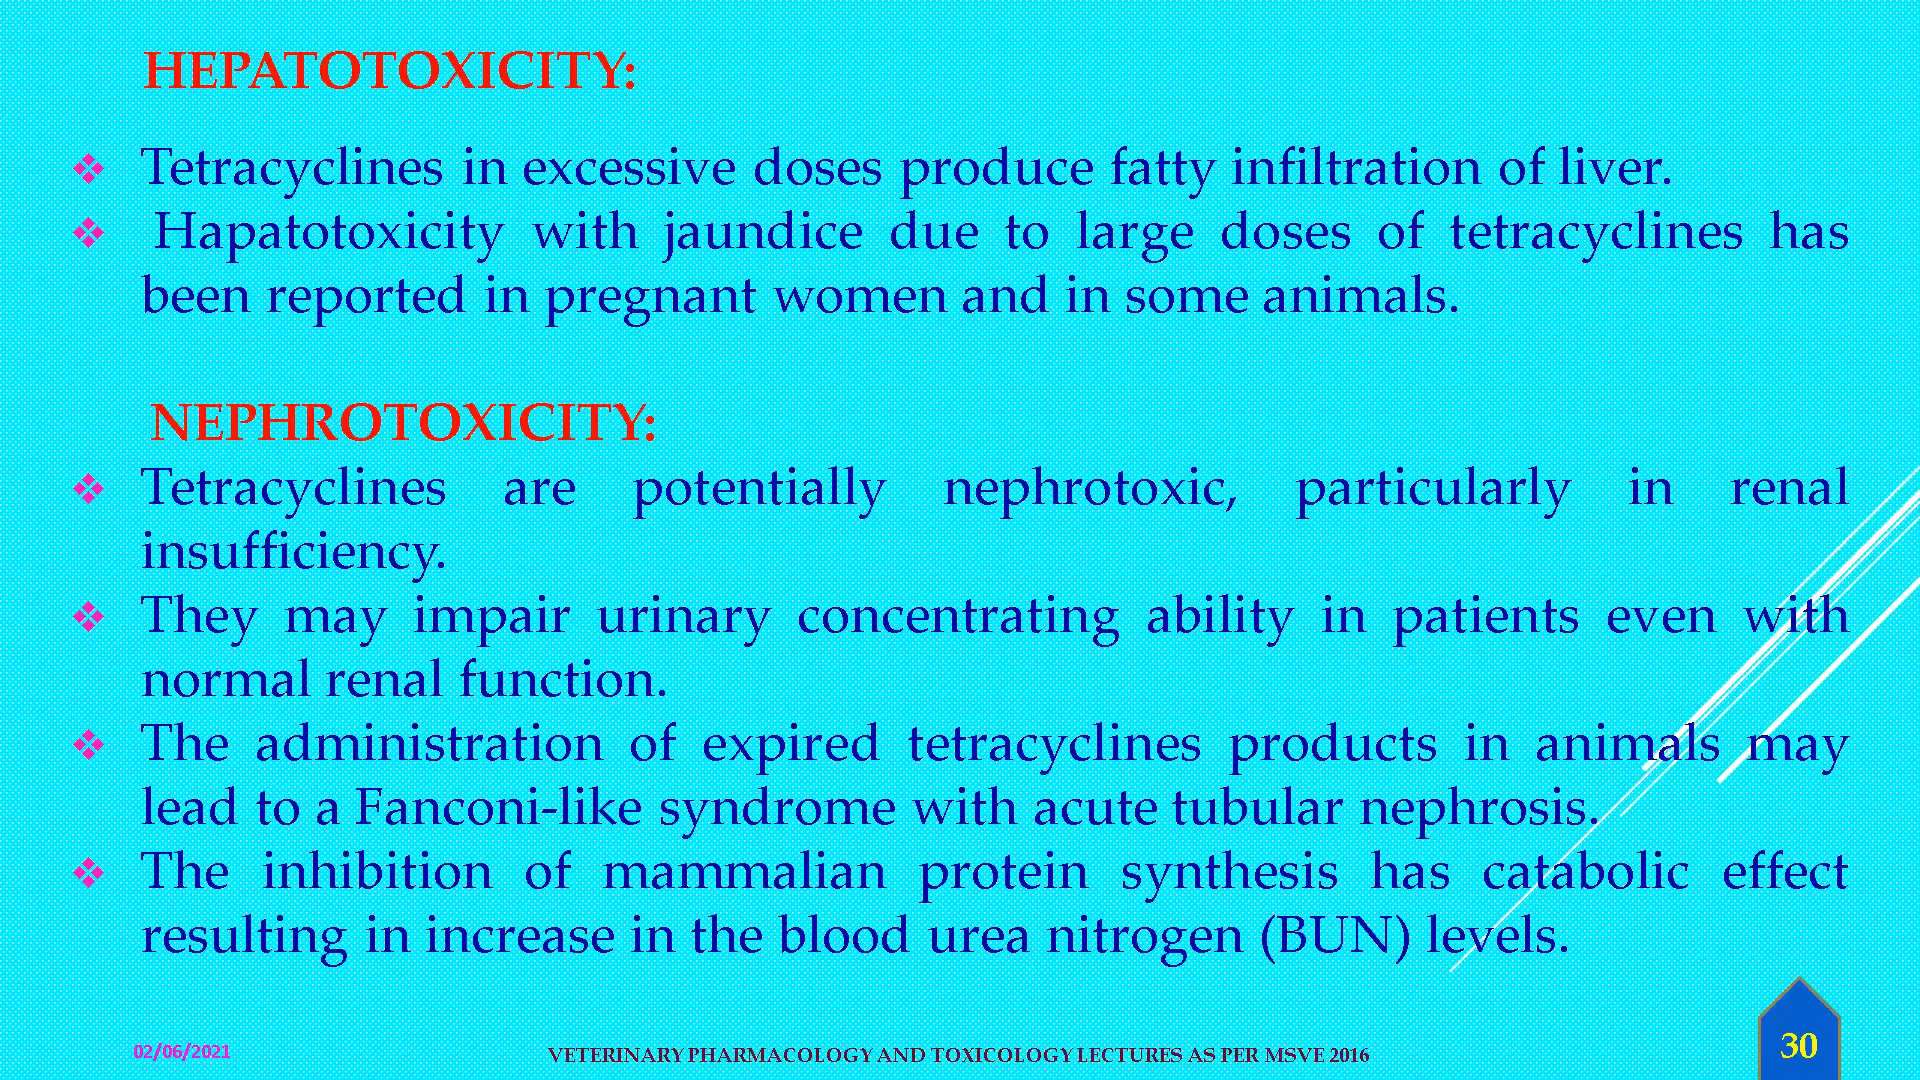 HEPATOTOXICITY:
❖ Tetracyclines in excessive doses produce fatty infiltration of liver.
❖ Hapatotoxicity with jaundice due to large doses of tetracyclines has
been reported in pregnant women and in some animals.
NEPHROTOXICITY:
❖ Tetracyclines are potentially nephrotoxic, particularly in renal
insufficiency.
❖ They may impair urinary concentrating ability in patients even with
normal renal function.
❖ The administration of expired tetracyclines products in animals may
lead to a Fanconi-like syndrome with acute tubular nephrosis.
❖ The inhibition of mammalian protein synthesis has catabolic effect
resulting in increase in the blood urea nitrogen (BUN) levels.
02/06/2021
VETERINARY PHARMACOLOGY AND TOXICOLOGY LECTURES AS PER MSVE 2016
30